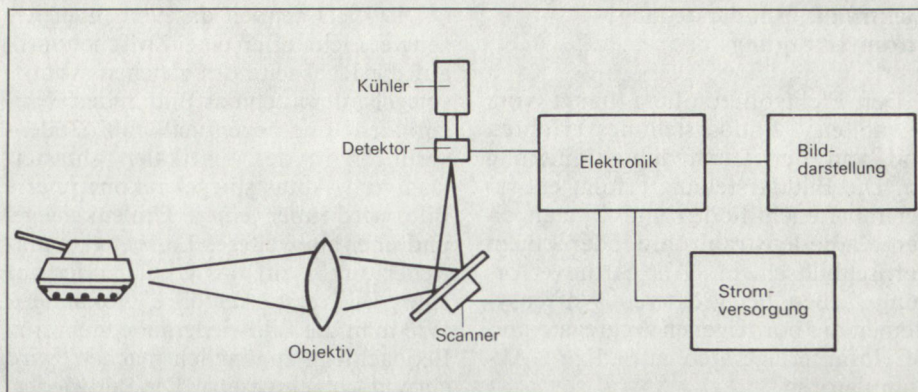 Kühler
Detektor
Elektronik
Bild-
darstellung
Strom-
versorgung
Scanner
Objektiv